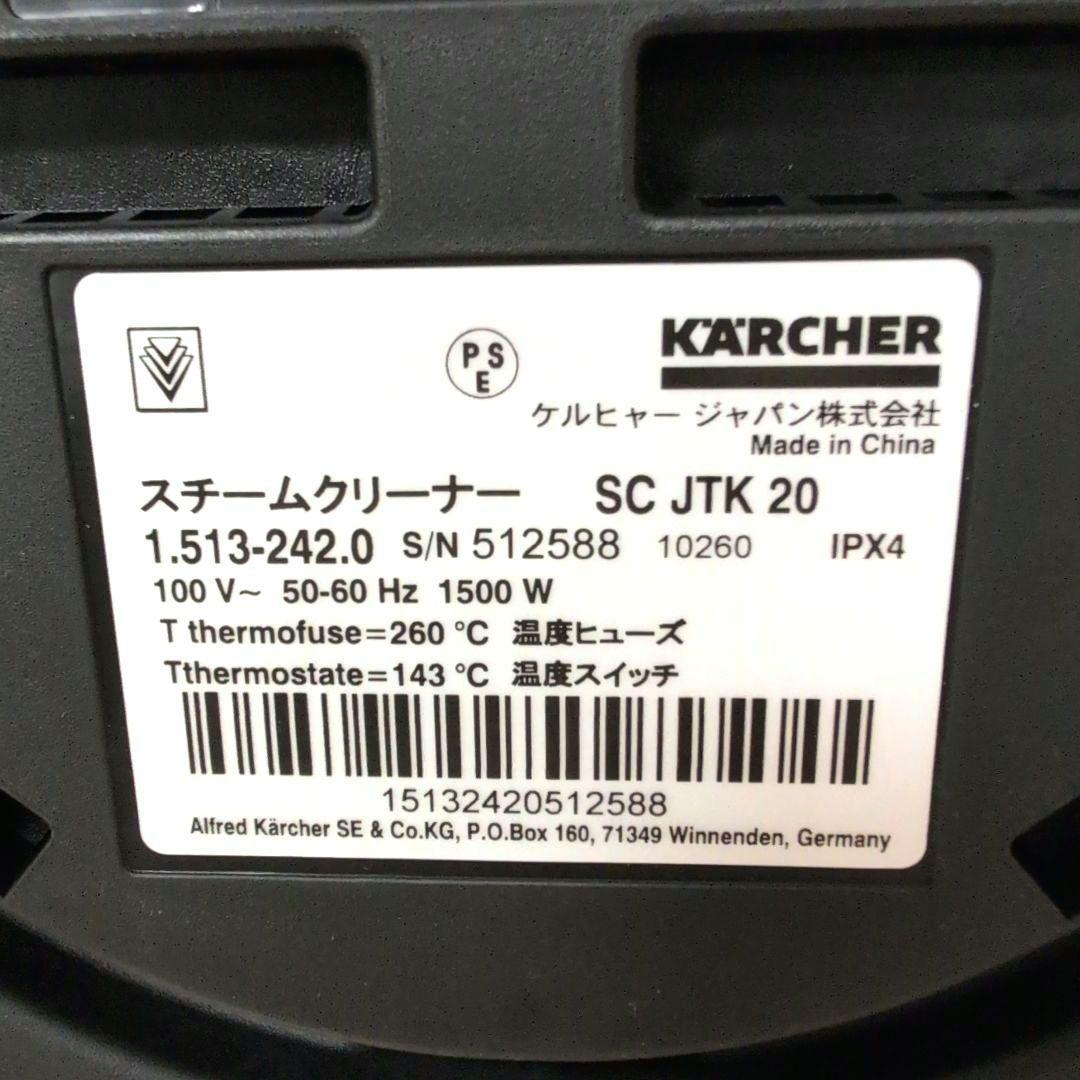 PSE
KÄRCHER
ケルヒャー ジャパン株式会社
Made in China
スチームクリーナー SC JTK 20
1.513-242.0 S/N 512588 10260 IPX4
100 V~ 50-60 Hz 1500 W
T thermofuse=260 °C 温度ヒューズ
Tthermostate=143 °C 温度スイッチ
15132420512588
Alfred Kärcher SE & Co.KG, P.O.Box 160, 71349 Winnenden, Germany